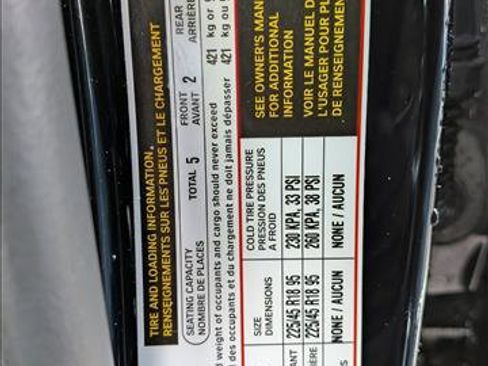 TIRE AND LOADING INFORMATION
RENSEIGNEMENTS SUR LES PNEUS ET LE CHARGEMENT
SEATING CAPACITY
NOMBRE DE PLACES
TOTAL 5
FRONT
AVANT 2
REAR
ARRIÈRE
weight of occupants and cargo should never exceed 421 kg or
des occupants et du chargement ne doit jamais dépasser 421 kg ou
SIZE
DIMENSIONS
COLD TIRE PRESSURE
PRESSION DES PNEUS
A FROID
225/45 R18 95 230 KPA, 33 PSI
225/45 R18 95 260 KPA, 38 PSI
NONE / AUCUN NONE / AUCUN
SEE OWNER'S MAN
FOR ADDITIONAL
INFORMATION
VOIR LE MANUEL D
L'USAGER POUR PL
DE RENSEIGNEMEN